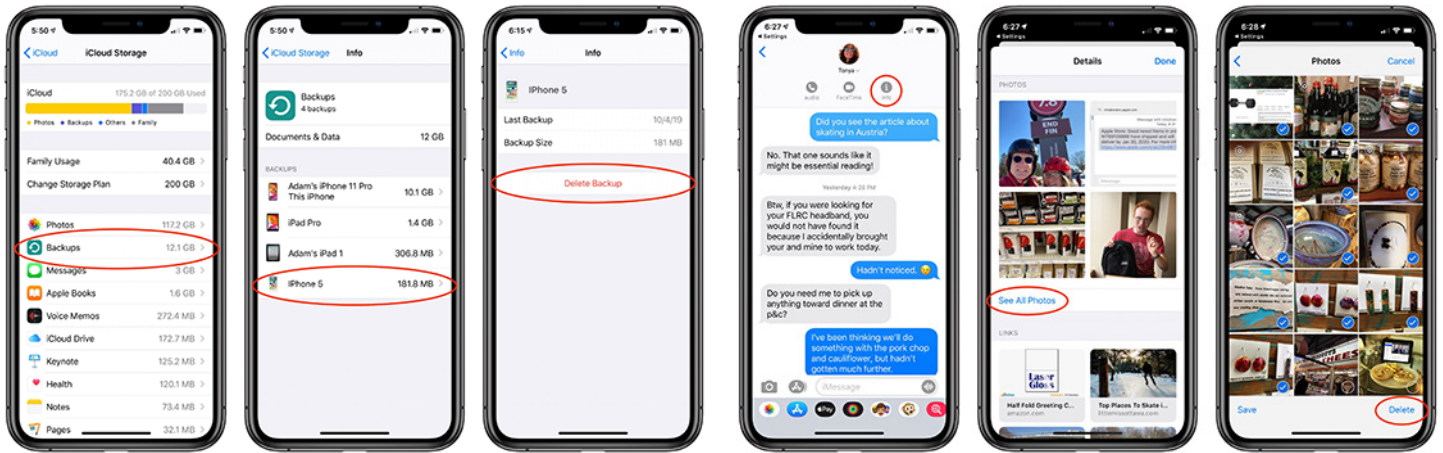 5:50
iCloud
iCloud Storage
iCloud
175.2 GB of 200 GB Used
Photos
Backups
Others
Family
Family Usage
40.4 GB
Change Storage Plan
200 GB
Photos
117.2 GB
Backups
12.1 GB
Messages
3 GB
Apple Books
1.6 GB
Voice Memos
272.4 MB
iCloud Drive
172.7 MB
Keynote
125.2 MB
Health
120.1 MB
Notes
73.4 MB
Pages
32.1 MB
5:50
iCloud Storage
Info
Backups
4 backups
Documents & Data
12 GB
BACKUPS
Adam's iPhone 11 Pro
This iPhone
10.1 GB
iPad Pro
1.4 GB
Adam's iPad 1
306.8 MB
IPhone 5
181.8 MB
6:15
Info
Info
IPhone 5
Last Backup
10/4/19
Backup Size
181 MB
Delete Backup
6:27
Settings
Tonya
audio
FaceTime
info
Did you see the article about
skating in Austria?
No. That one sounds like it
might be essential reading!
Yesterday 4:28 PM
Btw, if you were looking for
your FLRC headband, you
would not have found it
because I accidentally brought
your and mine to work today.
Hadn't noticed.
Do you need me to pick up
anything toward dinner at the
p&c?
I've been thinking we'll do
something with the pork chop
and cauliflower, but hadn't
gotten much further.
iMessage
Pay
6:27
Settings
Details
Done
PHOTOS
7.8
END
FIN
See All Photos
LINKS
Laser
Gloss
Half Fold Greeting C...
amazon.com
Top Places To Skate i...
littlemissottawa.com
6:28
Settings
Photos
Cancel
Save
Delete